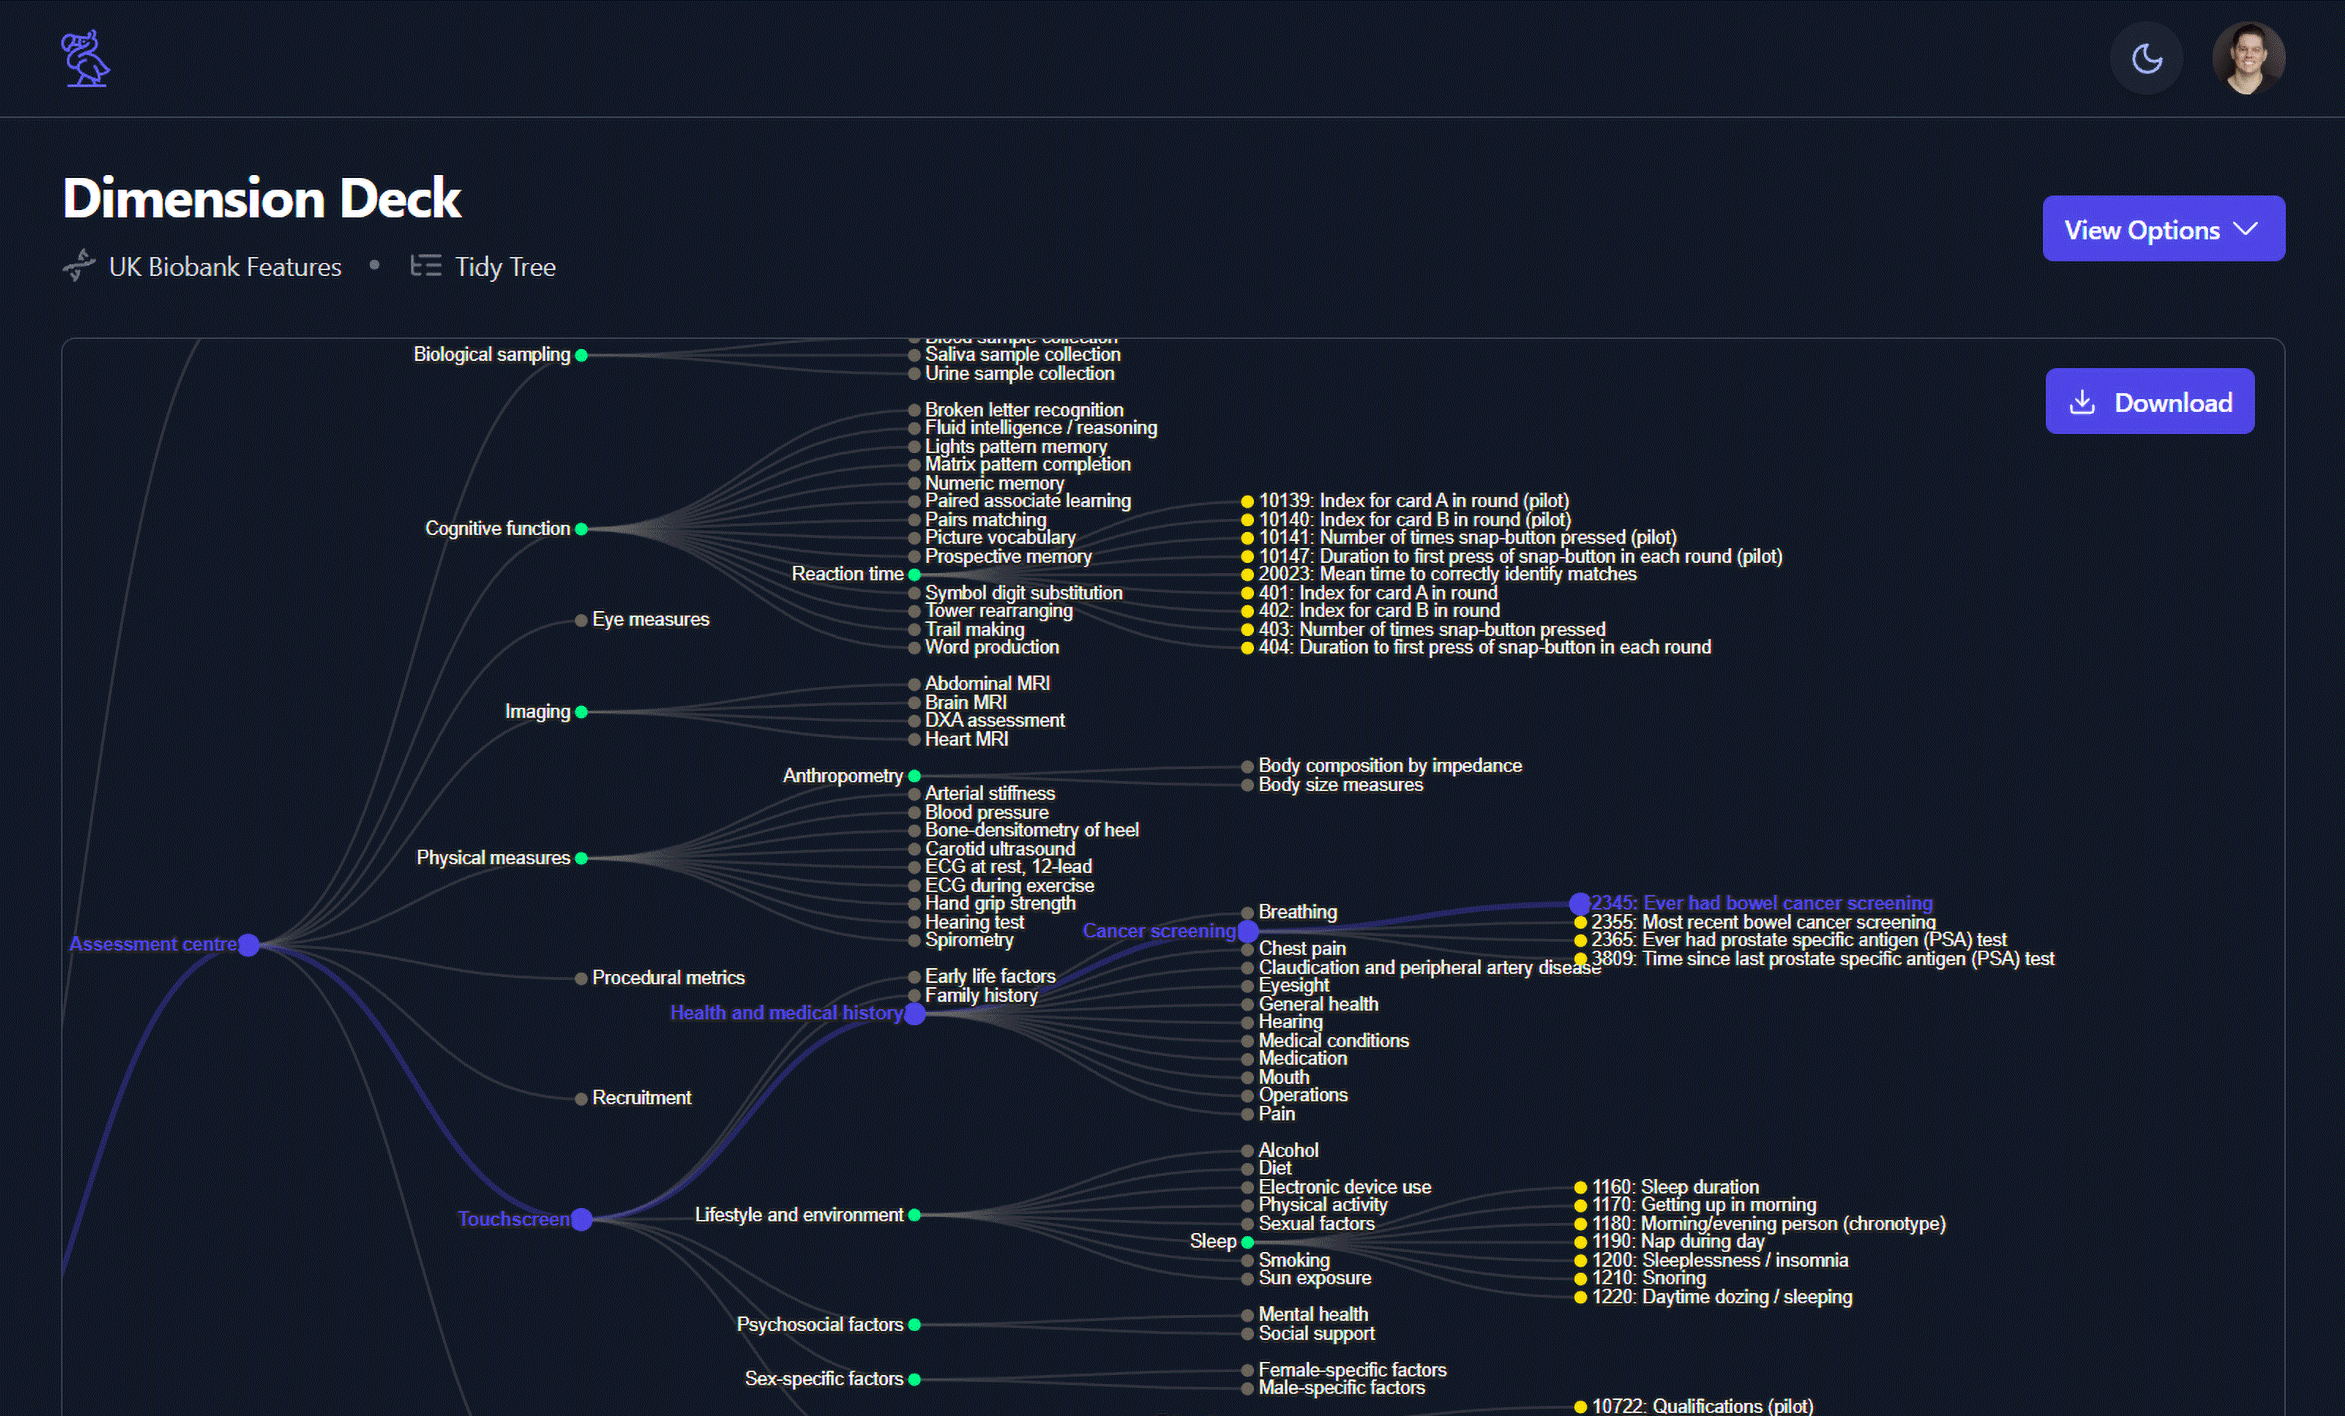 Dimension Deck
UK Biobank Features • Tidy Tree
View Options
Download
Blood sample collection
Biological sampling
Saliva sample collection
Urine sample collection
Broken letter recognition
Fluid intelligence / reasoning
Lights pattern memory
Matrix pattern completion
Numeric memory
Paired associate learning
10139: Index for card A in round (pilot)
Pairs matching
10140: Index for card B in round (pilot)
Cognitive function
Picture vocabulary
10141: Number of times snap-button pressed (pilot)
Prospective memory
10147: Duration to first press of snap-button in each round (pilot)
Reaction time
20023: Mean time to correctly identify matches
Symbol digit substitution
401: Index for card A in round
Tower rearranging
402: Index for card B in round
Eye measures
Trail making
403: Number of times snap-button pressed
Word production
404: Duration to first press of snap-button in each round
Abdominal MRI
Brain MRI
Imaging
DXA assessment
Heart MRI
Anthropometry
Body composition by impedance
Body size measures
Arterial stiffness
Blood pressure
Bone-densitometry of heel
Carotid ultrasound
Physical measures
ECG at rest, 12-lead
ECG during exercise
Hand grip strength
Hearing test
Spirometry
Breathing
2345: Ever had bowel cancer screening
Cancer screening
2355: Most recent bowel cancer screening
2365: Ever had prostate specific antigen (PSA) test
Assessment centre
Chest pain
3809: Time since last prostate specific antigen (PSA) test
Claudication and peripheral artery disease
Procedural metrics
Early life factors
Eyesight
Family history
General health
Health and medical history
Hearing
Medical conditions
Medication
Mouth
Recruitment
Operations
Pain
Alcohol
Diet
Electronic device use
1160: Sleep duration
Physical activity
1170: Getting up in morning
Touchscreen
Lifestyle and environment
Sexual factors
1180: Morning/evening person (chronotype)
Sleep
1190: Nap during day
Smoking
1200: Sleeplessness / insomnia
Sun exposure
1210: Snoring
1220: Daytime dozing / sleeping
Psychosocial factors
Mental health
Social support
Sex-specific factors
Female-specific factors
Male-specific factors
10722: Qualifications (pilot)